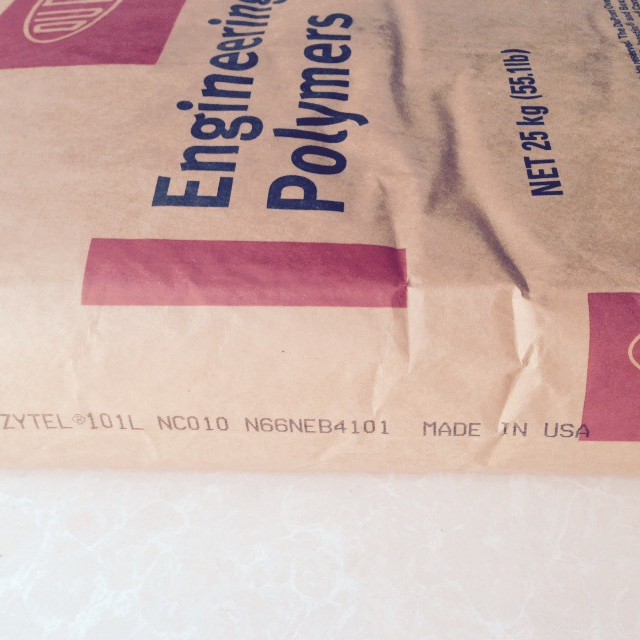 Engineering
Polymers
NET 25 kg (55.1lb)
ZYTEL®101L NC010 N66NEB4101 MADE IN USA